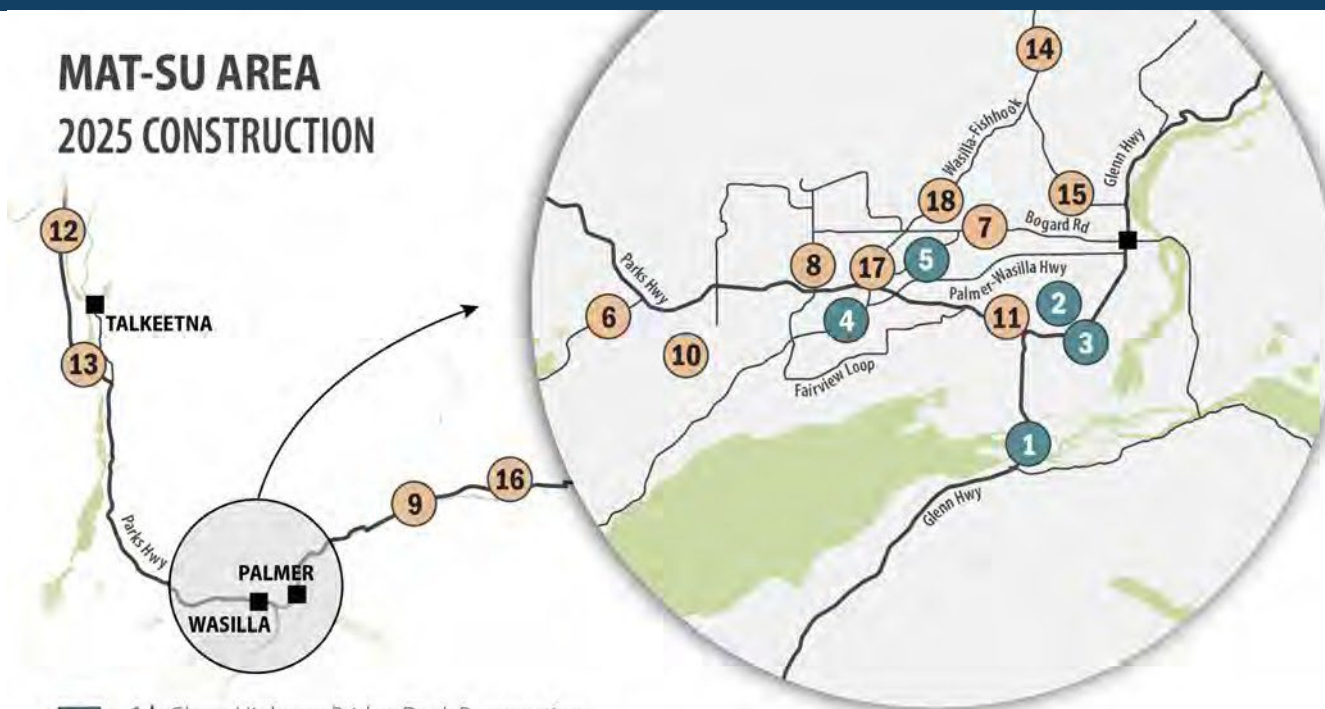 MAT-SU AREA
2025 CONSTRUCTION
12
TALKEETNA
13
Parks Hwy
9
16
PALMER
WASILLA
14
Wasilla-Fishhook
Glenn Hwy
18
15
7
Bogard Rd
Parks Hwy
8
17
5
Palmer-Wasilla Hwy
6
4
11
2
3
10
Fairview Loop
1
Glenn Hwy